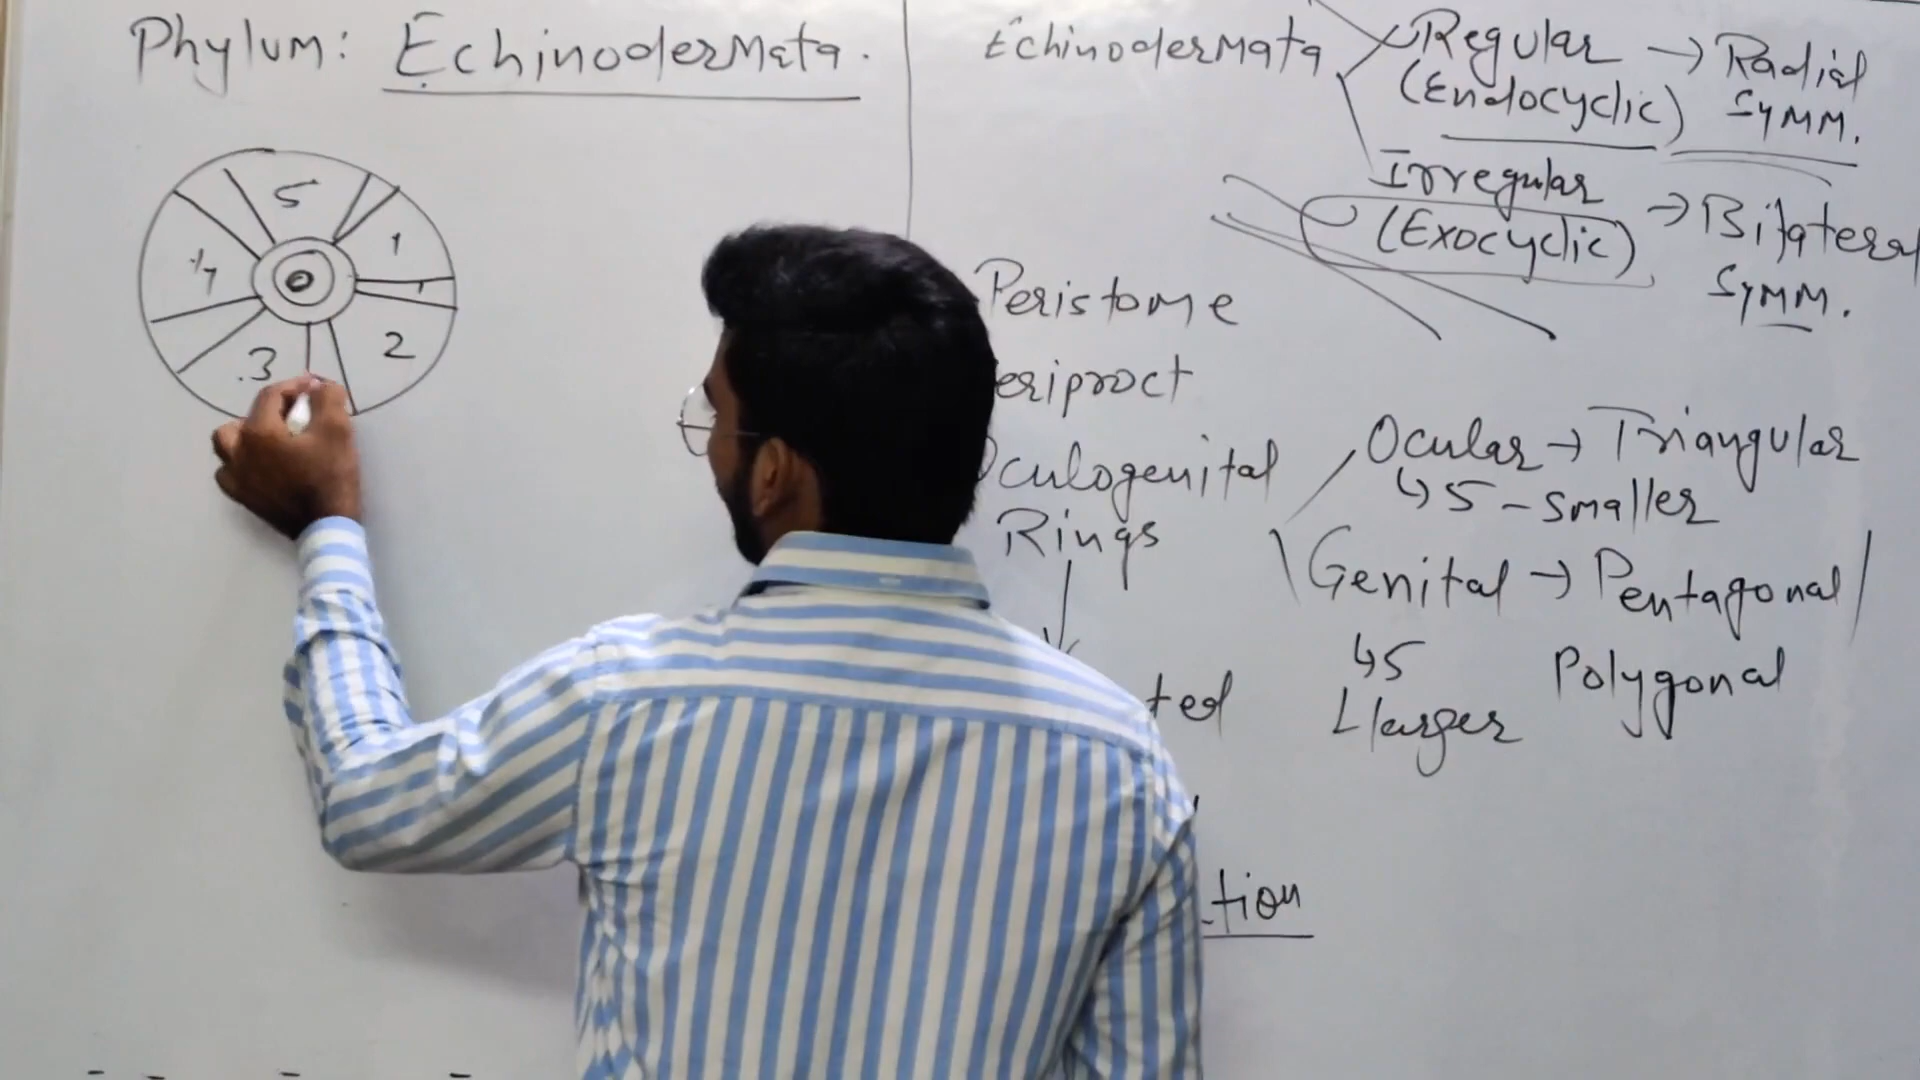 Phylum: Echinodermata.
5
1
4
2
3
Echinodermata
Regular → Radial
(Endocyclic) Symm.
Irregular
(Exocyclic) → Bilateral
Symm.
Peristome
eriproct
Oculogenital
Rings
Ocular → Triangular
↳ 5 - smaller
Genital → Pentagonal
↳ 5 Polygonal
Larger
ted
tion